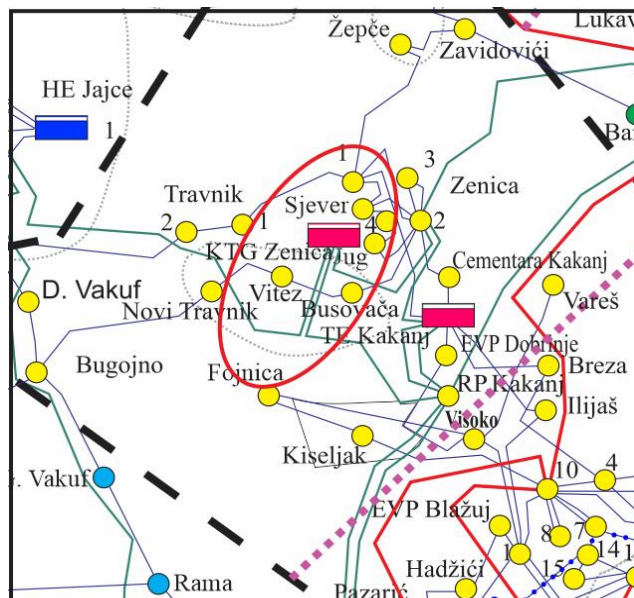 Lukav
Žepče
Zavidovići
HE Jajce
1
Ba
1
3
Travnik
Sjever
Zenica
2
1
4
2
Jug
KTG Zenica
Cementara Kakanj
D. Vakuf
Vitez
Vareš
Novi Travnik
Busovača
TE Kakanj
EVP Dobrinje
Bugojno
Breza
Fojnica
RP Kakanj
Ilijaš
Visoko
Kiseljak
10
4
. Vakuf
EVP Blažuj
8
7
14
1
1
15
Hadžići
Rama
Pazarić